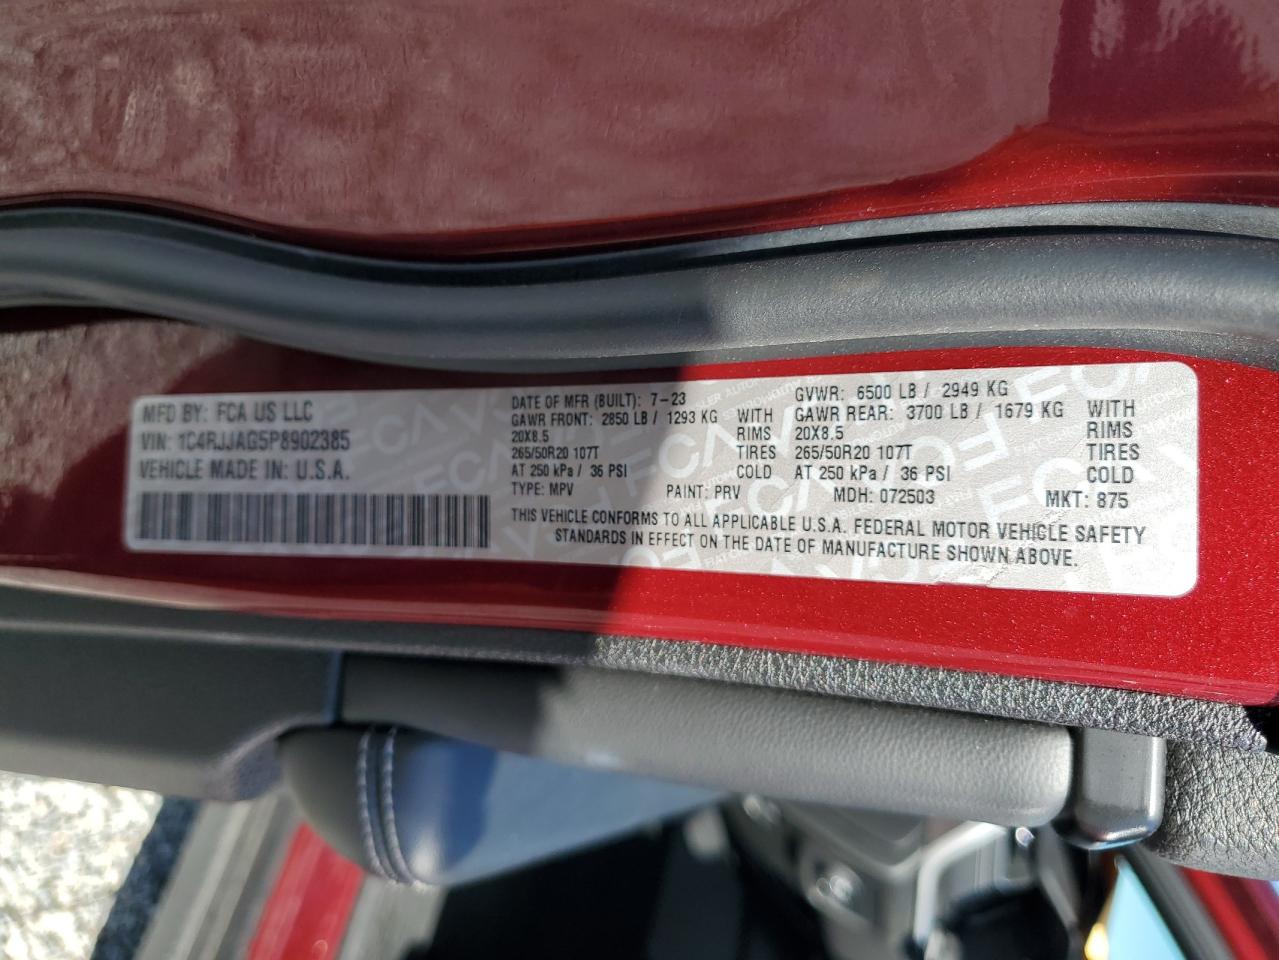 MFD BY: FCA US LLC
VIN: 1C4RJJAG5P8902385
VEHICLE MADE IN: U.S.A.
DATE OF MFR (BUILT): 7-23
GAWR FRONT: 2850 LB / 1293 KG WITH
20X8.5 RIMS
265/50R20 107T TIRES
AT 250 kPa / 36 PSI COLD
TYPE: MPV PAINT: PRV
GVWR: 6500 LB / 2949 KG
GAWR REAR: 3700 LB / 1679 KG WITH
20X8.5 RIMS
265/50R20 107T TIRES
AT 250 kPa / 36 PSI COLD
MDH: 072503 MKT: 875
THIS VEHICLE CONFORMS TO ALL APPLICABLE U.S.A. FEDERAL MOTOR VEHICLE SAFETY
STANDARDS IN EFFECT ON THE DATE OF MANUFACTURE SHOWN ABOVE.